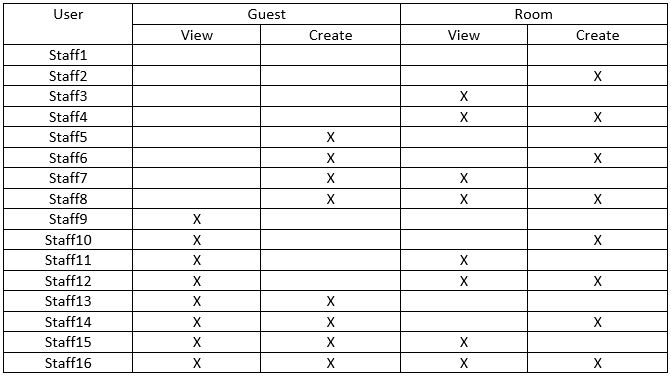 User Guest Room
View Create View Create
Staff1
Staff2 X
Staff3 X
Staff4 X X
Staff5 X
Staff6 X X
Staff7 X X
Staff8 X X X
Staff9 X
Staff10 X X
Staff11 X X
Staff12 X X X
Staff13 X X
Staff14 X X X
Staff15 X X X
Staff16 X X X X